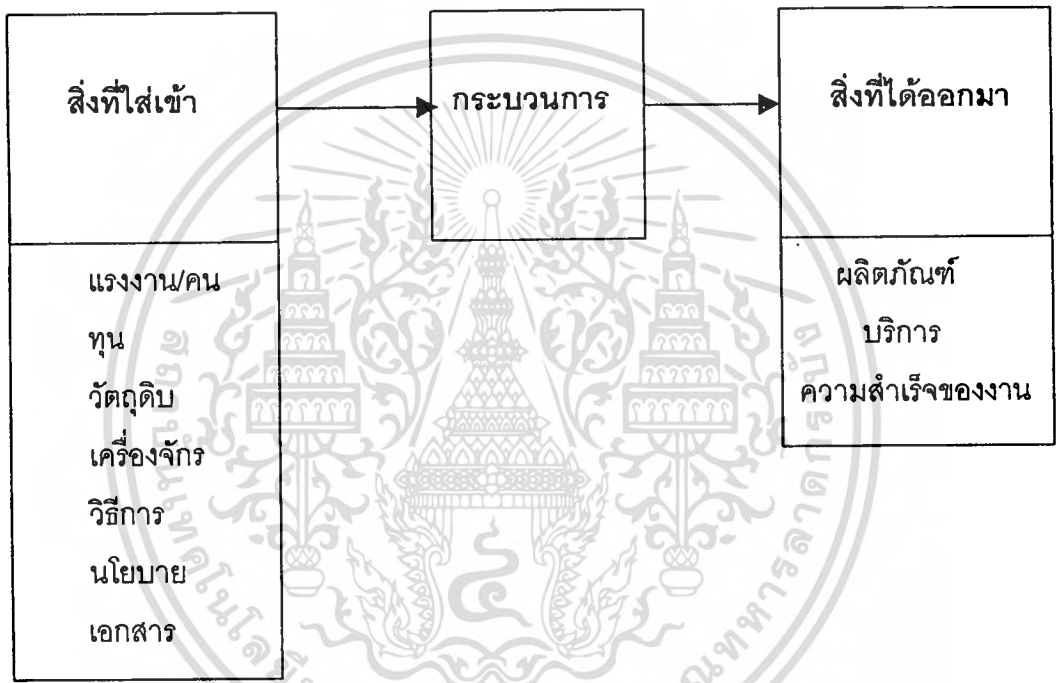 สิ่งที่ใส่เข้า
กระบวนการ
สิ่งที่ได้ออกมา
แรงงาน/คน
ทุน
วัตถุดิบ
เครื่องจักร
วิธีการ
นโยบาย
เอกสาร
ผลิตภัณฑ์
บริการ
ความสำเร็จของงาน